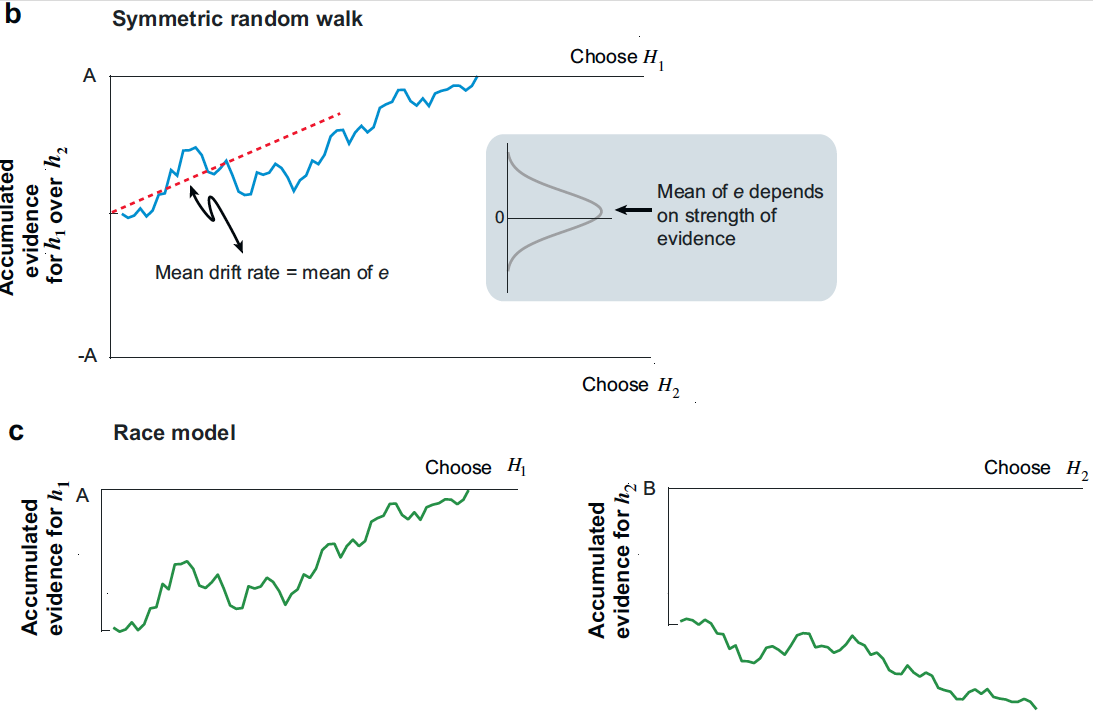 b
Symmetric random walk
Choose H1
A
Accumulated
evidence
for h1 over h2
Mean of e depends
on strength of
evidence
0
Mean drift rate = mean of e
-A
Choose H2
c
Race model
Choose H1
A
Accumulated
evidence for h1
Choose H2
B
Accumulated
evidence for h2